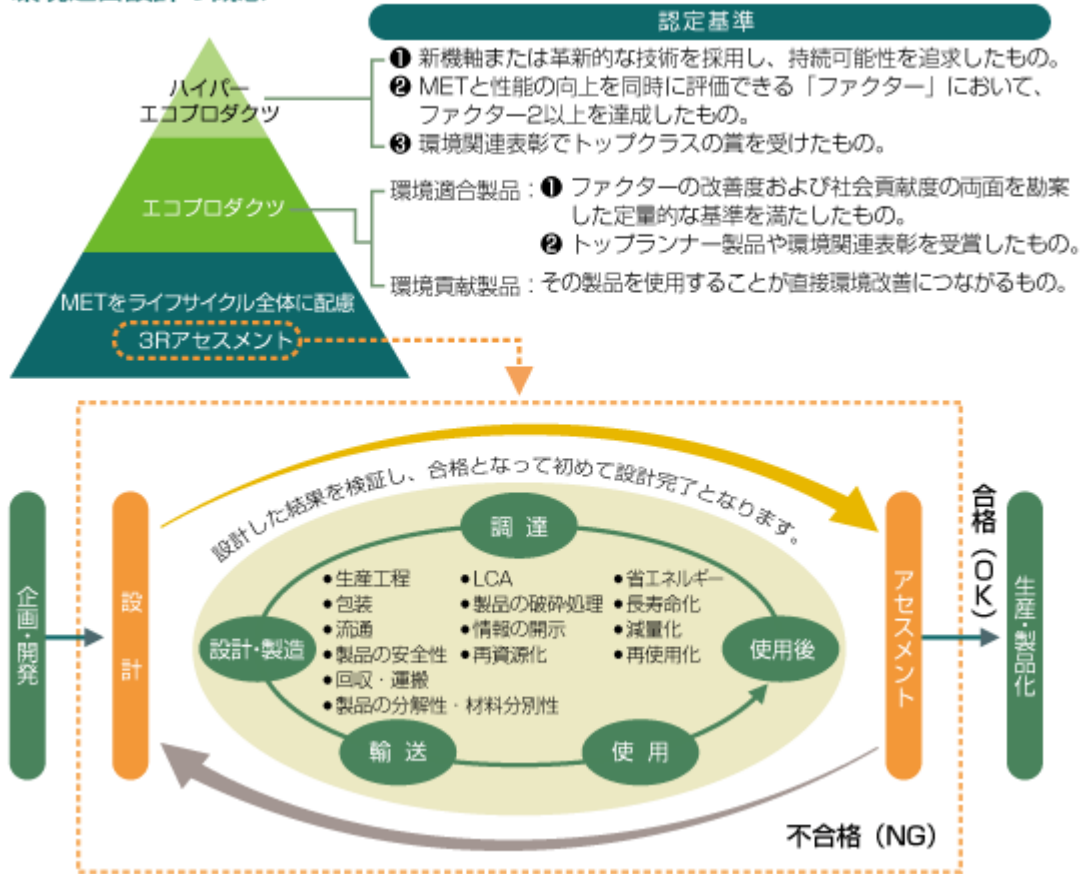 認定基準
ハイパー
エコプロダクツ
❶ 新機軸または革新的な技術を採用し、持続可能性を追求したもの。
❷ METと性能の向上を同時に評価できる「ファクター」において、
ファクター2以上を達成したもの。
❸ 環境関連表彰でトップクラスの賞を受けたもの。
エコプロダクツ
環境適合製品：❶ ファクターの改善度および社会貢献度の両面を勘案
した定量的な基準を満たしたもの。
❷ トップランナー製品や環境関連表彰を受賞したもの。
環境貢献製品：その製品を使用することが直接環境改善につながるもの。
METをライフサイクル全体に配慮
3Rアセスメント
企画・開発
設計
設計した結果を検証し、合格となって初めて設計完了となります。
調達
設計・製造
輸送
使用
使用後
●生産工程
●包装
●流通
●製品の安全性
●回収・運搬
●製品の分解性・材料分別性
●LCA
●製品の破砕処理
●情報の開示
●再資源化
●省エネルギー
●長寿命化
●減量化
●再使用化
アセスメント
合格（OK）
生産・製品化
不合格（NG）